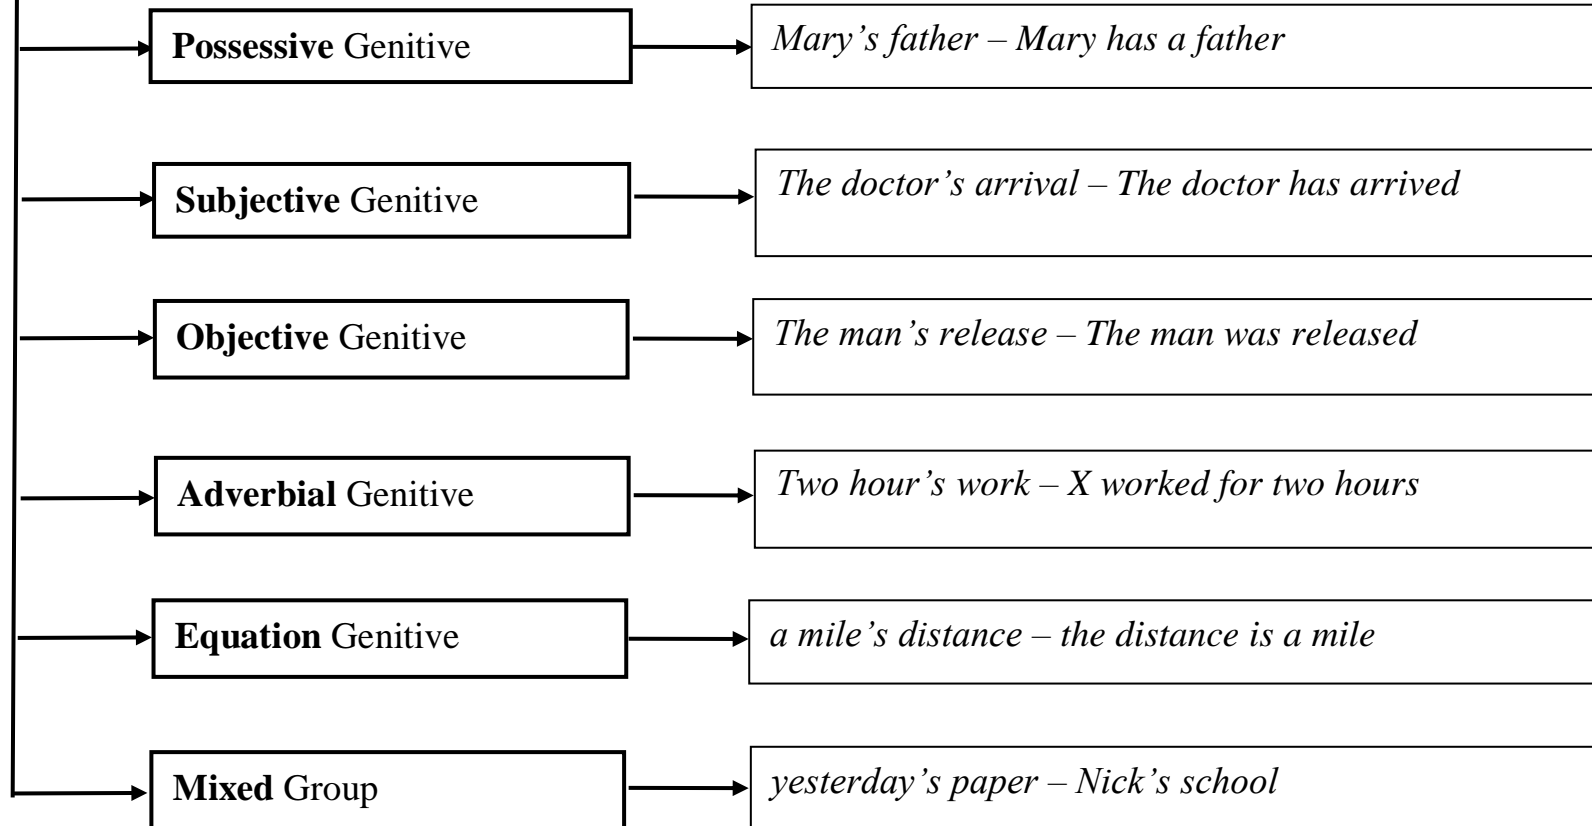 Possessive Genitive
Mary’s father – Mary has a father
Subjective Genitive
The doctor’s arrival – The doctor has arrived
Objective Genitive
The man’s release – The man was released
Adverbial Genitive
Two hour’s work – X worked for two hours
Equation Genitive
a mile’s distance – the distance is a mile
Mixed Group
yesterday’s paper – Nick’s school